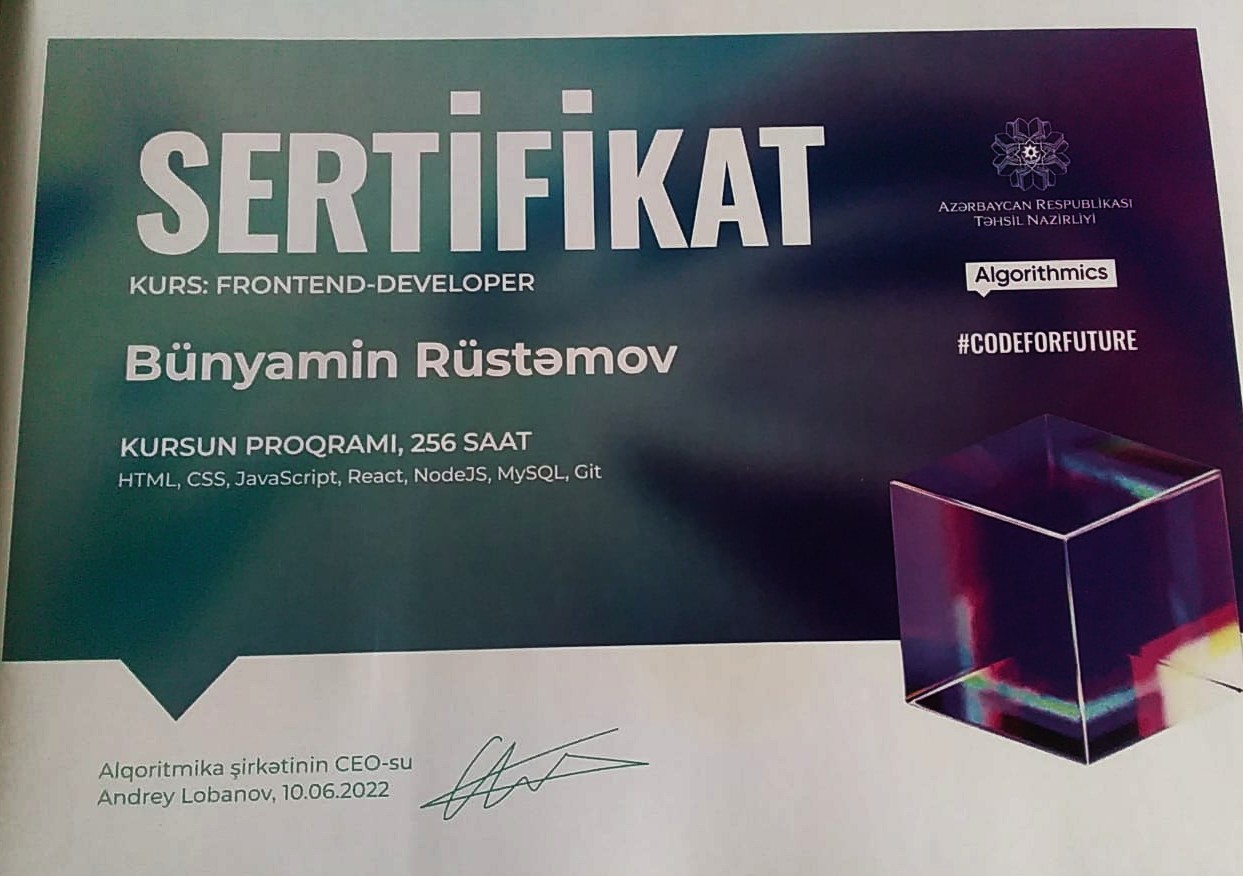 SERTİFİKAT
KURS: FRONTEND-DEVELOPER
Bünyamin Rüstəmov
KURSUN PROQRAMI, 256 SAAT
HTML, CSS, JavaScript, React, NodeJS, MySQL, Git
AZƏRBAYCAN RESPUBLİKASI
TƏHSİL NAZİRLİYİ
Algorithmics
#CODEFORFUTURE
Alqoritmika şirkətinin CEO-su
Andrey Lobanov, 10.06.2022